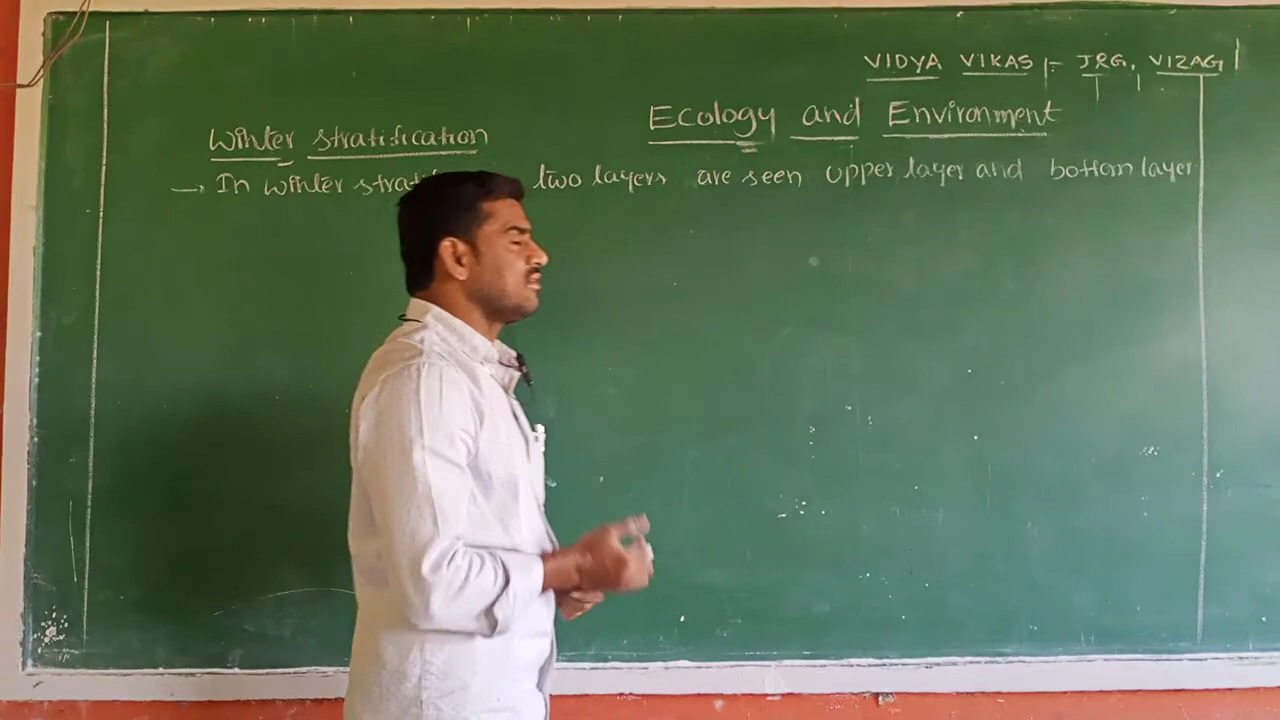 VIDYA VIKAS :- JRG, VIZAG
Ecology and Environment
Winter stratification
→ In winter strati two layers are seen upper layer and bottom layer